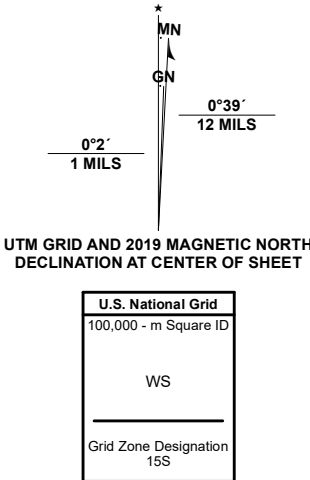 ★
MN
GN
0°39´
12 MILS
0°2´
1 MILS
UTM GRID AND 2019 MAGNETIC NORTH
DECLINATION AT CENTER OF SHEET
U.S. National Grid
100,000 - m Square ID
WS
Grid Zone Designation
15S